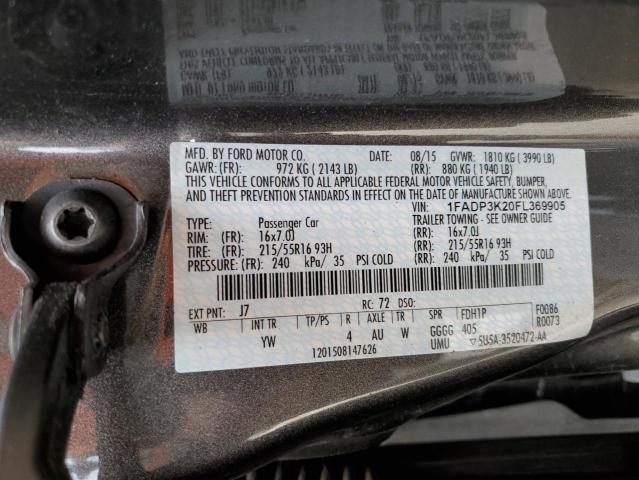 MFD. BY FORD MOTOR CO. DATE: 08/15 GVWR: 1810 KG ( 3990 LB)
GAWR: (FR): 972 KG ( 2143 LB) (RR): 880 KG ( 1940 LB)
THIS VEHICLE CONFORMS TO ALL APPLICABLE FEDERAL MOTOR VEHICLE SAFETY, BUMPER,
AND THEFT PREVENTION STANDARDS IN EFFECT ON THE DATE OF MANUFACTURE SHOWN ABOVE.
VIN: 1FADP3K20FL369905
TYPE: Passenger Car TRAILER TOWING - SEE OWNER GUIDE
RIM: (FR): 16x7.0J (RR): 16x7.0J
TIRE: (FR): 215/55R16 93H (RR): 215/55R16 93H
PRESSURE: (FR): 240 kPa/ 35 PSI COLD (RR): 240 kPa/ 35 PSI COLD
EXT PNT: J7 RC: 72 DSO: F0086
WB INT TR TP/PS R AXLE TR SPR FDH1P R0073
YW 4 AU W GGGG 405
1201508147626 UMU ▽5U5A-3520472-AA